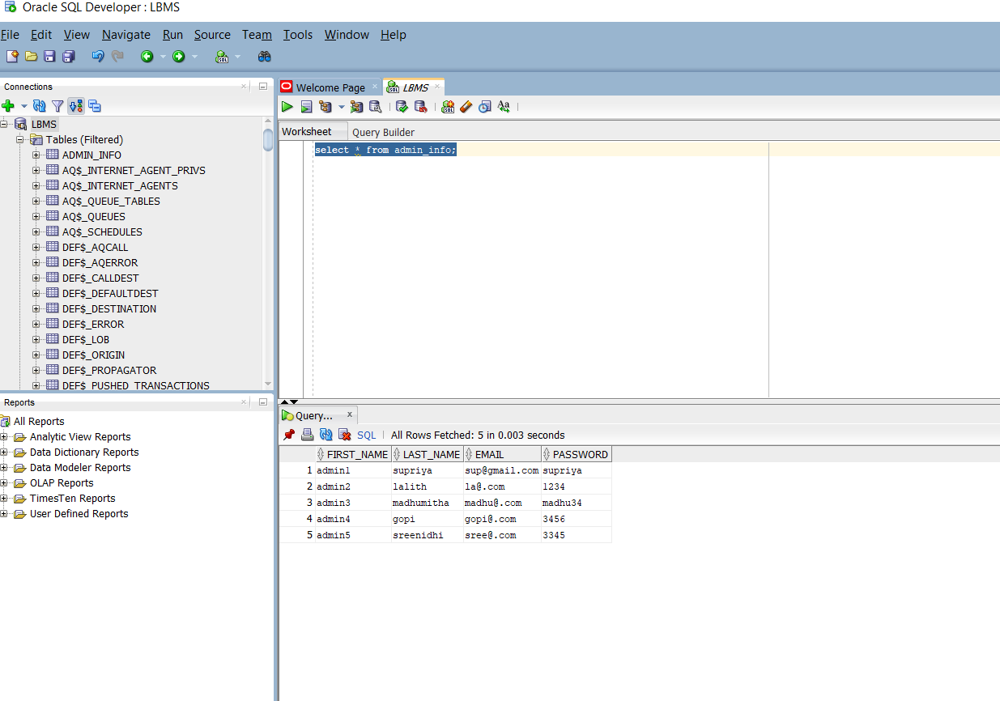 Oracle SQL Developer : LBMS
File Edit View Navigate Run Source Team Tools Window Help
Connections
LBMS
Tables (Filtered)
ADMIN_INFO
AQ$_INTERNET_AGENT_PRIVS
AQ$_INTERNET_AGENTS
AQ$_QUEUE_TABLES
AQ$_QUEUES
AQ$_SCHEDULES
DEF$_AQCALL
DEF$_AQERROR
DEF$_CALLDEST
DEF$_DEFAULTDEST
DEF$_DESTINATION
DEF$_ERROR
DEF$_LOB
DEF$_ORIGIN
DEF$_PROPAGATOR
DEF$_PUSHED_TRANSACTIONS
Reports
All Reports
Analytic View Reports
Data Dictionary Reports
Data Modeler Reports
OLAP Reports
TimesTen Reports
User Defined Reports
Welcome Page LBMS
Worksheet Query Builder
select * from admin_info;
Query...
SQL All Rows Fetched: 5 in 0.003 seconds
FIRST_NAME LAST_NAME EMAIL PASSWORD
1 admin1 supriya sup@gmail.com supriya
2 admin2 lalith la@.com 1234
3 admin3 madhumitha madhu@.com madhu34
4 admin4 gopi gopi@.com 3456
5 admin5 sreenidhi sree@.com 3345